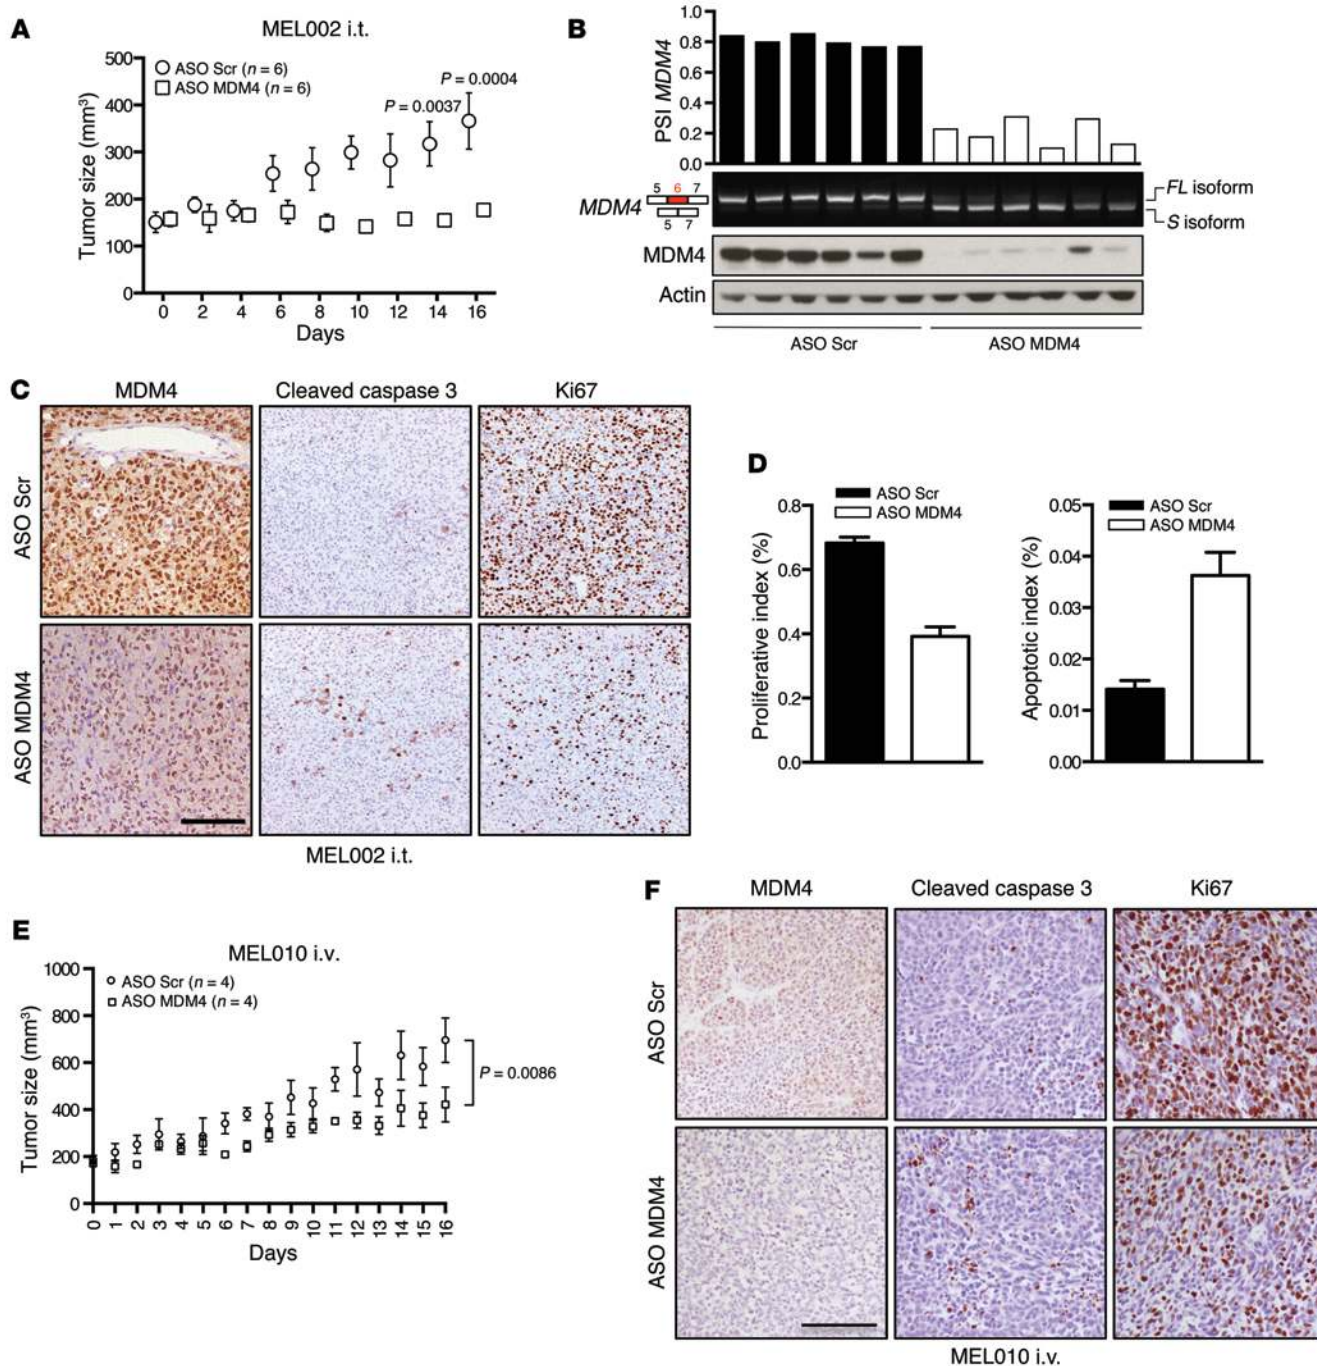 A
MEL002 i.t.
Tumor size (mm³)
500
400
300
200
100
0
ASO Scr (n = 6)
ASO MDM4 (n = 6)
P = 0.0037
P = 0.0004
0 2 4 6 8 10 12 14 16
Days
B
PSI MDM4
1.0
0.8
0.6
0.4
0.2
0.0
MDM4
5 6 7
5 7
FL isoform
S isoform
MDM4
Actin
ASO Scr
ASO MDM4
C
MDM4 Cleaved caspase 3 Ki67
ASO Scr
ASO MDM4
MEL002 i.t.
D
Proliferative index (%)
0.8
0.6
0.4
0.2
0.0
ASO Scr
ASO MDM4
Apoptotic index (%)
0.05
0.04
0.03
0.02
0.01
0.00
ASO Scr
ASO MDM4
E
MEL010 i.v.
Tumor size (mm³)
1000
800
600
400
200
0
ASO Scr (n = 4)
ASO MDM4 (n = 4)
P = 0.0086
0 1 2 3 4 5 6 7 8 9 10 11 12 13 14 15 16
Days
F
MDM4 Cleaved caspase 3 Ki67
ASO Scr
ASO MDM4
MEL010 i.v.